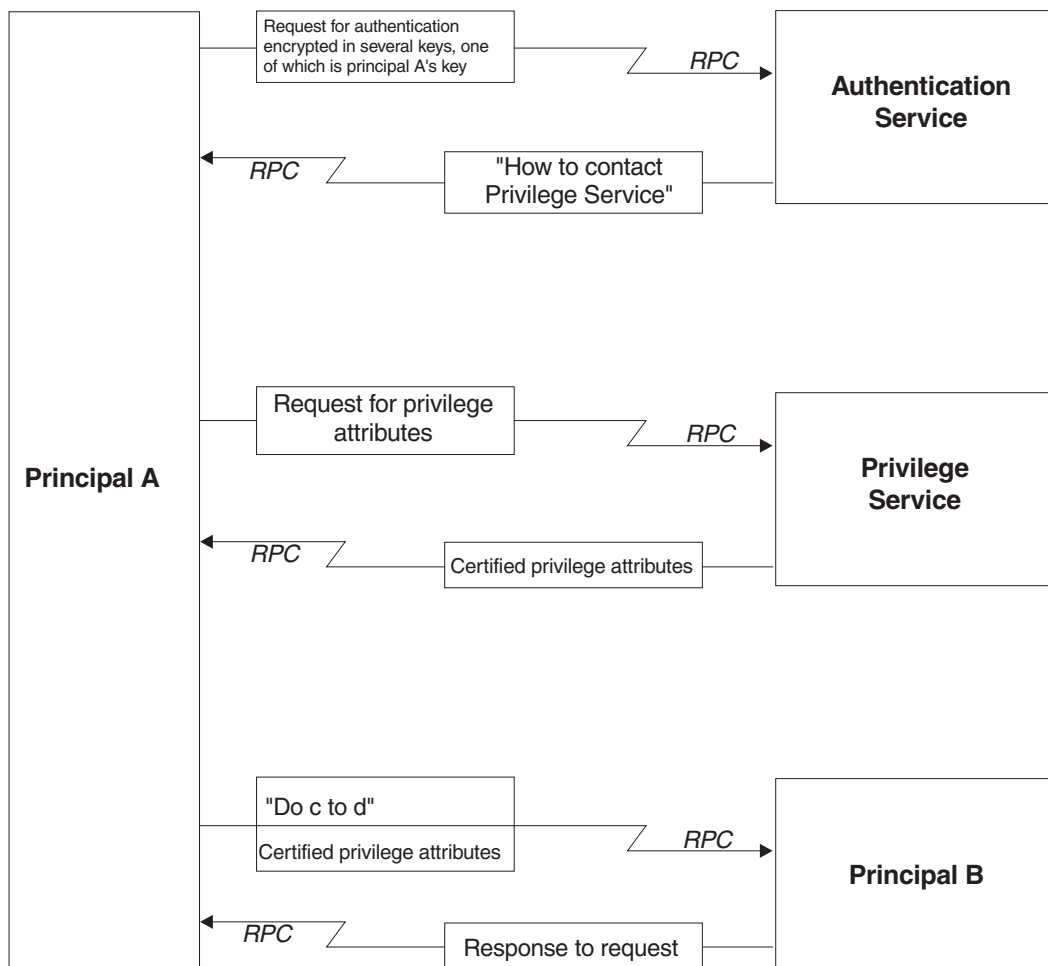 Request for authentication
encrypted in several keys, one
of which is principal A's key
RPC
Authentication
Service
RPC
"How to contact
Privilege Service"
Principal A
Request for privilege
attributes
RPC
Privilege
Service
RPC
Certified privilege attributes
"Do c to d"
Certified privilege attributes
RPC
Principal B
RPC
Response to request